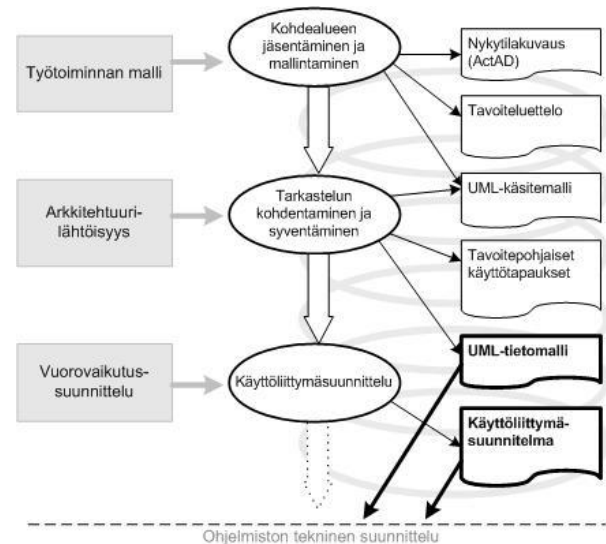 Kohdealueen
jäsentäminen ja
mallintaminen
Työtoiminnan malli
Nykytilakuvaus
(ActAD)
Tavoiteluettelo
UML-käsitemalli
Arkkitehtuuri-
lähtöisyys
Tarkastelun
kohdentaminen ja
syventäminen
Tavoitepohjaiset
käyttötapaukset
UML-tietomalli
Vuorovaikutus-
suunnittelu
Käyttöliittymäsuunnittelu
Käyttöliittymä-
suunnitelma
Ohjelmiston tekninen suunnittelu